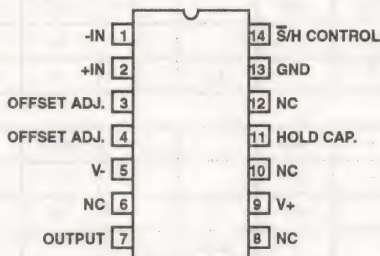 -IN 1 14 S̅/H CONTROL
+IN 2 13 GND
OFFSET ADJ. 3 12 NC
OFFSET ADJ. 4 11 HOLD CAP.
V- 5 10 NC
NC 6 9 V+
OUTPUT 7 8 NC